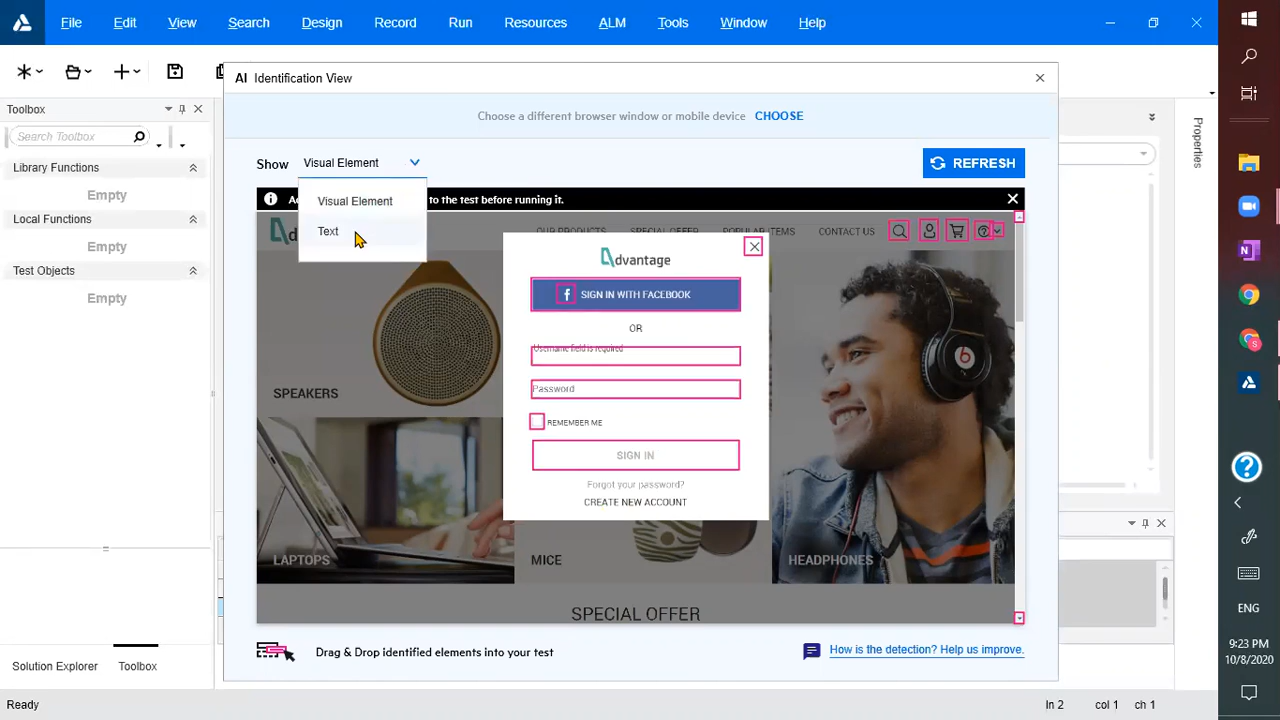 File Edit View Search Design Record Run Resources ALM Tools Window Help
AI Identification View
Toolbox
Search Toolbox
Library Functions
Empty
Local Functions
Empty
Test Objects
Empty
Choose a different browser window or mobile device CHOOSE
Show Visual Element
REFRESH
Visual Element
Text
to the test before running it.
OUR PRODUCTS SPECIAL OFFER POPULAR ITEMS CONTACT US
dvantage
f SIGN IN WITH FACEBOOK
OR
Username field is required
Password
REMEMBER ME
SIGN IN
Forgot your password?
CREATE NEW ACCOUNT
SPEAKERS
LAPTOPS
MICE
HEADPHONES
SPECIAL OFFER
Drag & Drop identified elements into your test
How is the detection? Help us improve.
Properties
Solution Explorer Toolbox
Ready
ln 2 col 1 ch 1
ENG
9:23 PM
10/8/2020